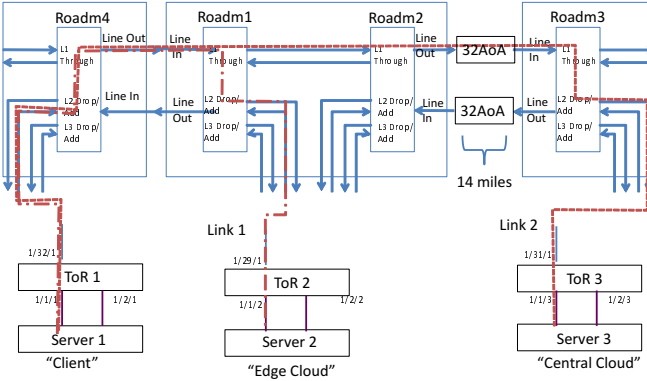 Roadm4
Roadm1
Roadm2
Roadm3
Line Out
Line
In
Line
Out
32AoA
Line
In
L1
Through
L1
Through
L1
Through
L1
Through
Line In
Line
Out
Line
In
32AoA
Line
Out
L2 Drop/
Add
L3 Drop/
Add
L2 Drop/
Add
L3 Drop/
Add
L2 Drop/
Add
L3 Drop/
Add
L2 Drop/
Add
L3 Drop/
Add
14 miles
Link 1
Link 2
1/32/1
1/29/1
1/31/1
ToR 1
ToR 2
ToR 3
1/1/1
1/2/1
1/1/2
1/2/2
1/1/3
1/2/3
Server 1
Server 2
Server 3
“Client”
“Edge Cloud”
“Central Cloud”